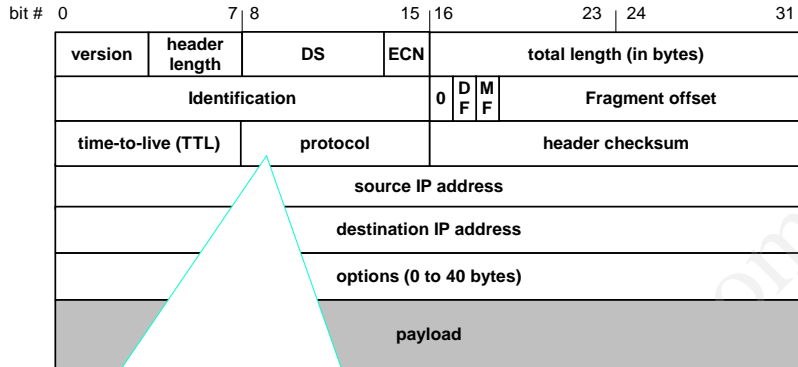 bit # 0 7 8 15 16 23 24 31
version header length DS ECN total length (in bytes)
Identification 0 DF MF Fragment offset
time-to-live (TTL) protocol header checksum
source IP address
destination IP address
options (0 to 40 bytes)
payload